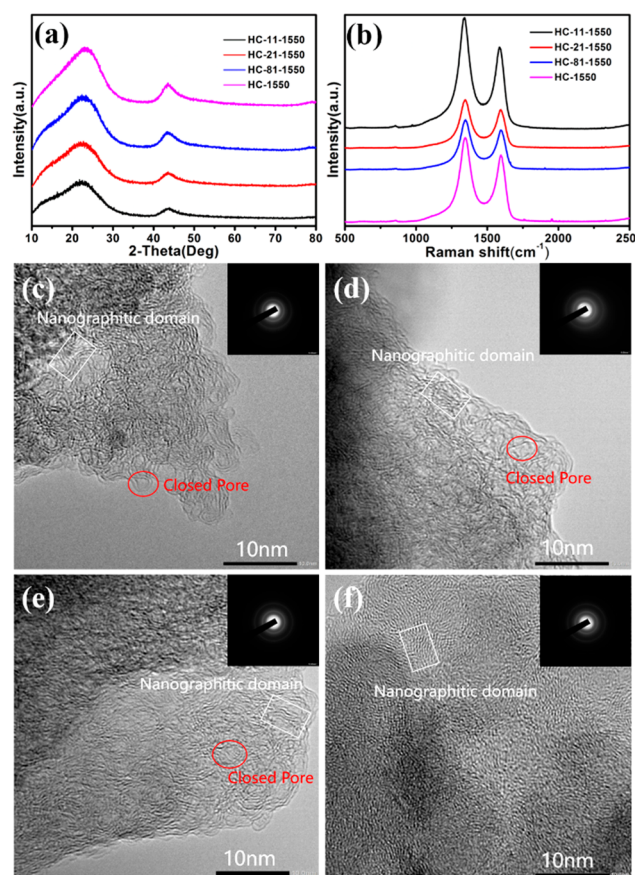 (a)
HC-11-1550
HC-21-1550
HC-81-1550
HC-1550
Intensity(a.u.)
10 20 30 40 50 60 70 80
2-Theta(Deg)
(b)
HC-11-1550
HC-21-1550
HC-81-1550
HC-1550
Intensity(a.u.)
500 1000 1500 2000 250
Raman shift(cm⁻¹)
(c)
Nanographitic domain
Closed Pore
10nm
(d)
Nanographitic domain
Closed Pore
10nm
(e)
Nanographitic domain
Closed Pore
10nm
(f)
Nanographitic domain
10nm